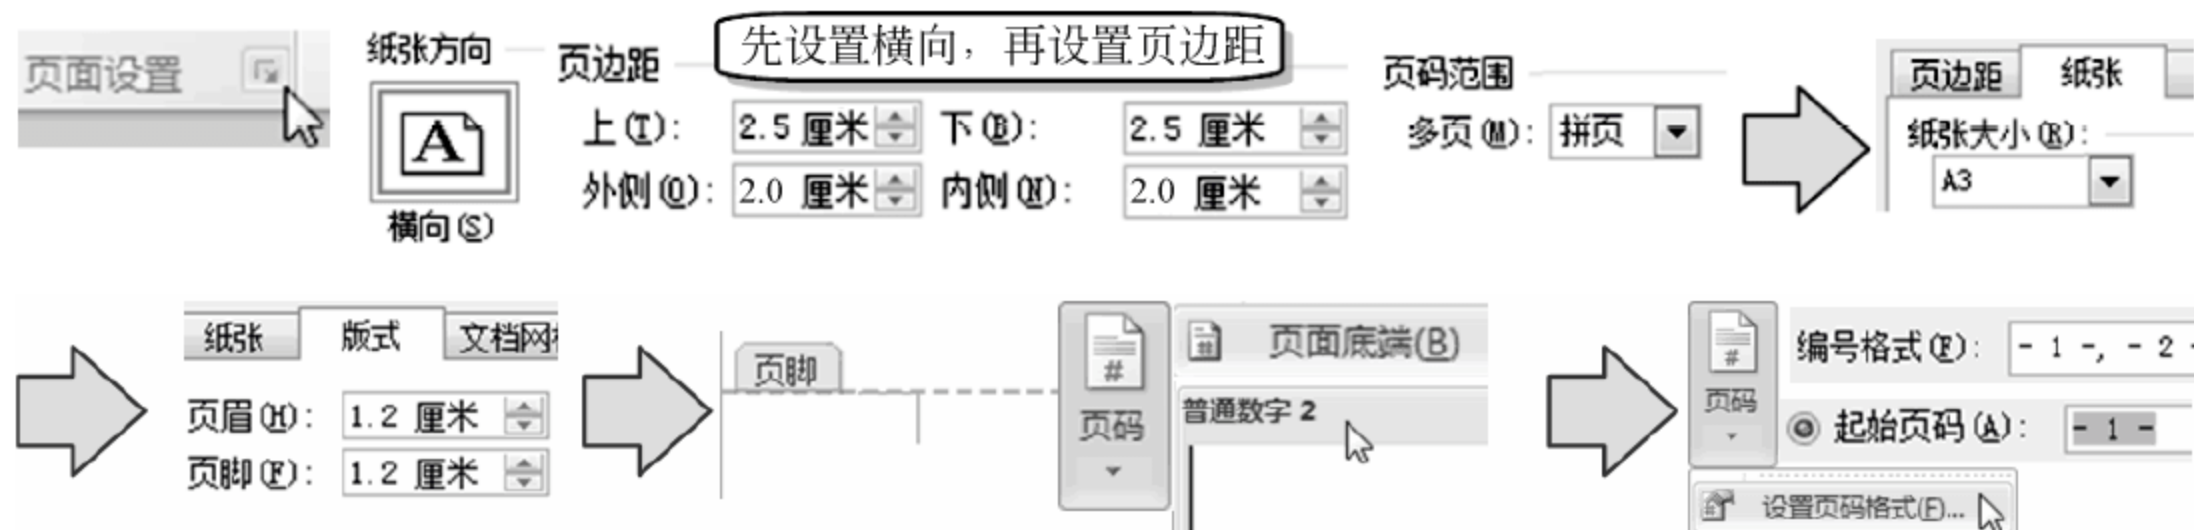 页面设置
纸张方向
A
横向(S)
页边距
先设置横向，再设置页边距
上(T)： 2.5 厘米 下(B)： 2.5 厘米
外侧(O)： 2.0 厘米 内侧(N)： 2.0 厘米
页码范围
多页(M)： 拼页
页边距 纸张
纸张大小(R)：
A3
纸张 版式 文档网
页眉(H)： 1.2 厘米
页脚(F)： 1.2 厘米
页脚
#
页码
# 页面底端(B)
普通数字 2
#
页码
编号格式(F)： - 1 -, - 2
起始页码(A)： - 1 -
# 设置页码格式(F)...